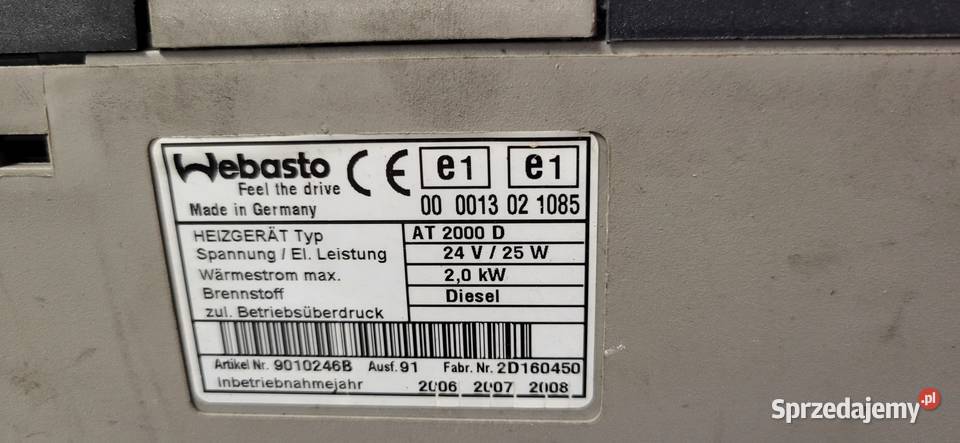 Webasto
Feel the drive
Made in Germany
CE
e1
e1
00 0013 02 1085
HEIZGERÄT Typ AT 2000 D
Spannung / El. Leistung 24 V / 25 W
Wärmestrom max. 2,0 kW
Brennstoff Diesel
zul. Betriebsüberdruck
Artikel Nr. 9010246B Ausf. 91 Fabr. Nr. 2D160450
Inbetriebnahmejahr 2006 2007 2008
Sprzedajemy.pl